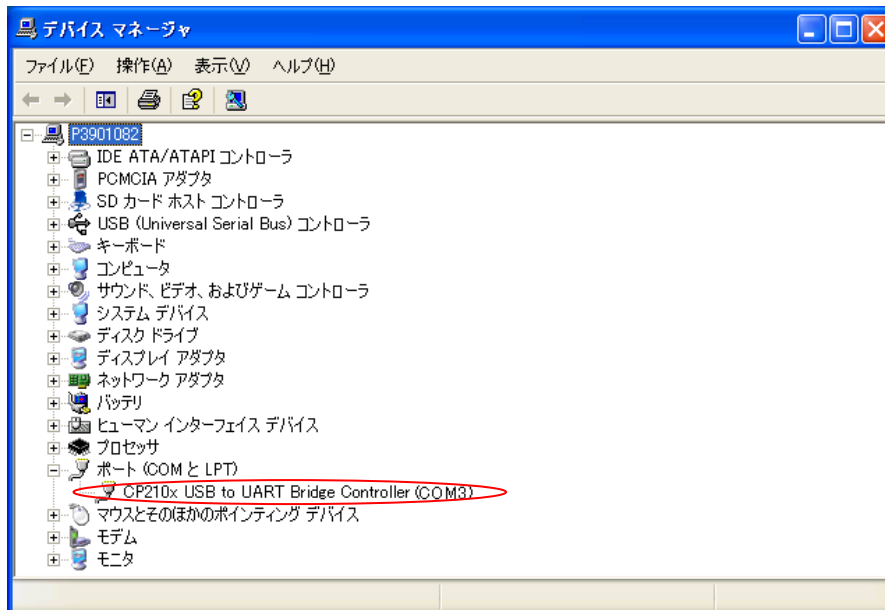 デバイス マネージャ
ファイル(F) 操作(A) 表示(V) ヘルプ(H)
P3901082
IDE ATA/ATAPI コントローラ
PCMCIA アダプタ
SD カード ホスト コントローラ
USB (Universal Serial Bus) コントローラ
キーボード
コンピュータ
サウンド、ビデオ、およびゲーム コントローラ
システム デバイス
ディスク ドライブ
ディスプレイ アダプタ
ネットワーク アダプタ
バッテリ
ヒューマン インターフェイス デバイス
プロセッサ
ポート (COM と LPT)
CP210x USB to UART Bridge Controller (COM3)
マウスとそのほかのポインティング デバイス
モデム
モニタ